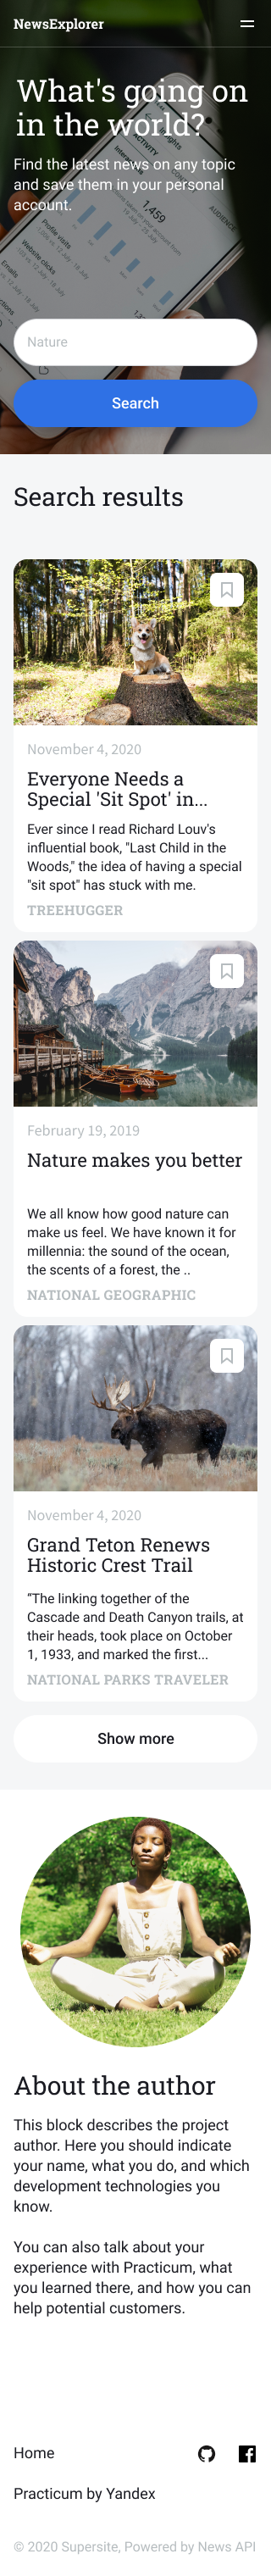 NewsExplorer
What's going on
in the world?
Find the latest news on any topic
and save them in your personal
account.
Nature
Search
Search results
November 4, 2020
Everyone Needs a
Special 'Sit Spot' in...
Ever since I read Richard Louv's
influential book, "Last Child in the
Woods," the idea of having a special
"sit spot" has stuck with me.
TREEHUGGER
February 19, 2019
Nature makes you better
We all know how good nature can
make us feel. We have known it for
millennia: the sound of the ocean,
the scents of a forest, the ..
NATIONAL GEOGRAPHIC
November 4, 2020
Grand Teton Renews
Historic Crest Trail
“The linking together of the
Cascade and Death Canyon trails, at
their heads, took place on October
1, 1933, and marked the first...
NATIONAL PARKS TRAVELER
Show more
About the author
This block describes the project
author. Here you should indicate
your name, what you do, and which
development technologies you
know.
You can also talk about your
experience with Practicum, what
you learned there, and how you can
help potential customers.
Home
Practicum by Yandex
© 2020 Supersite, Powered by News API